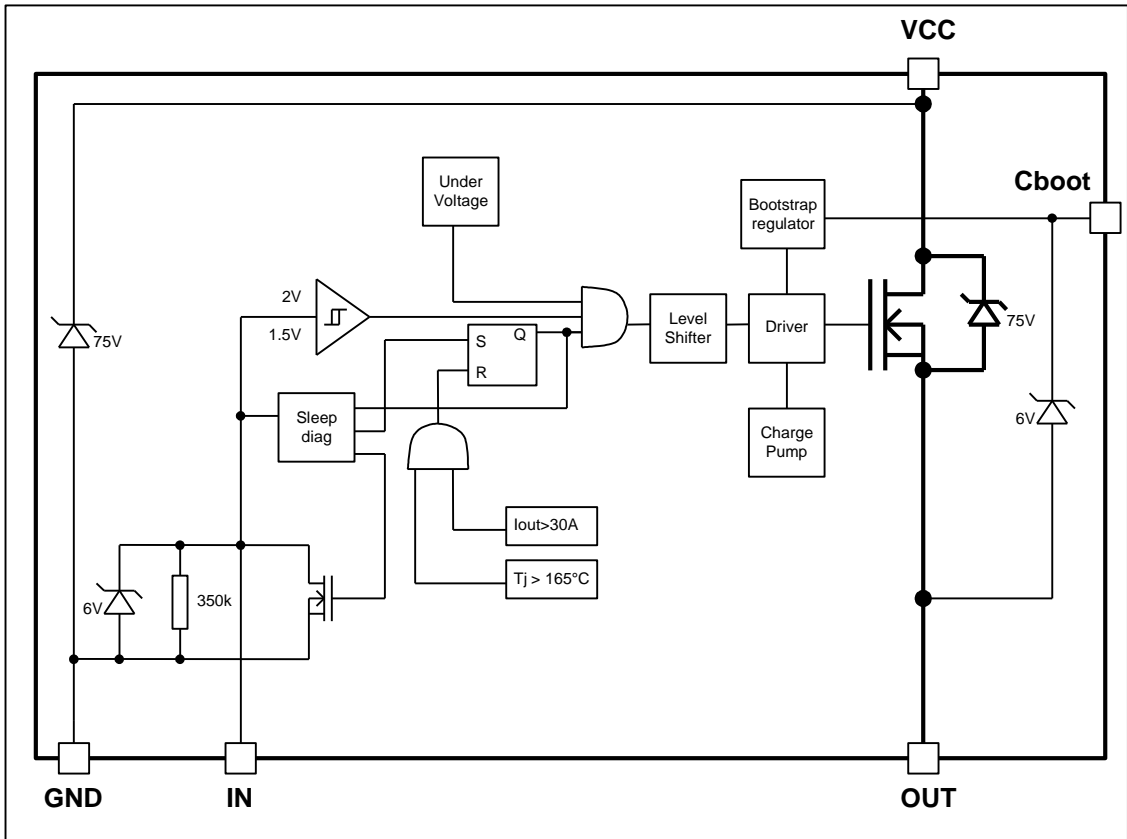 VCC
Cboot
Under
Voltage
Bootstrap
regulator
2V
1.5V
75V
S
Q
R
Level
Shifter
Driver
75V
Sleep
diag
Charge
Pump
6V
Iout>30A
Tj > 165°C
6V
350k
GND
IN
OUT